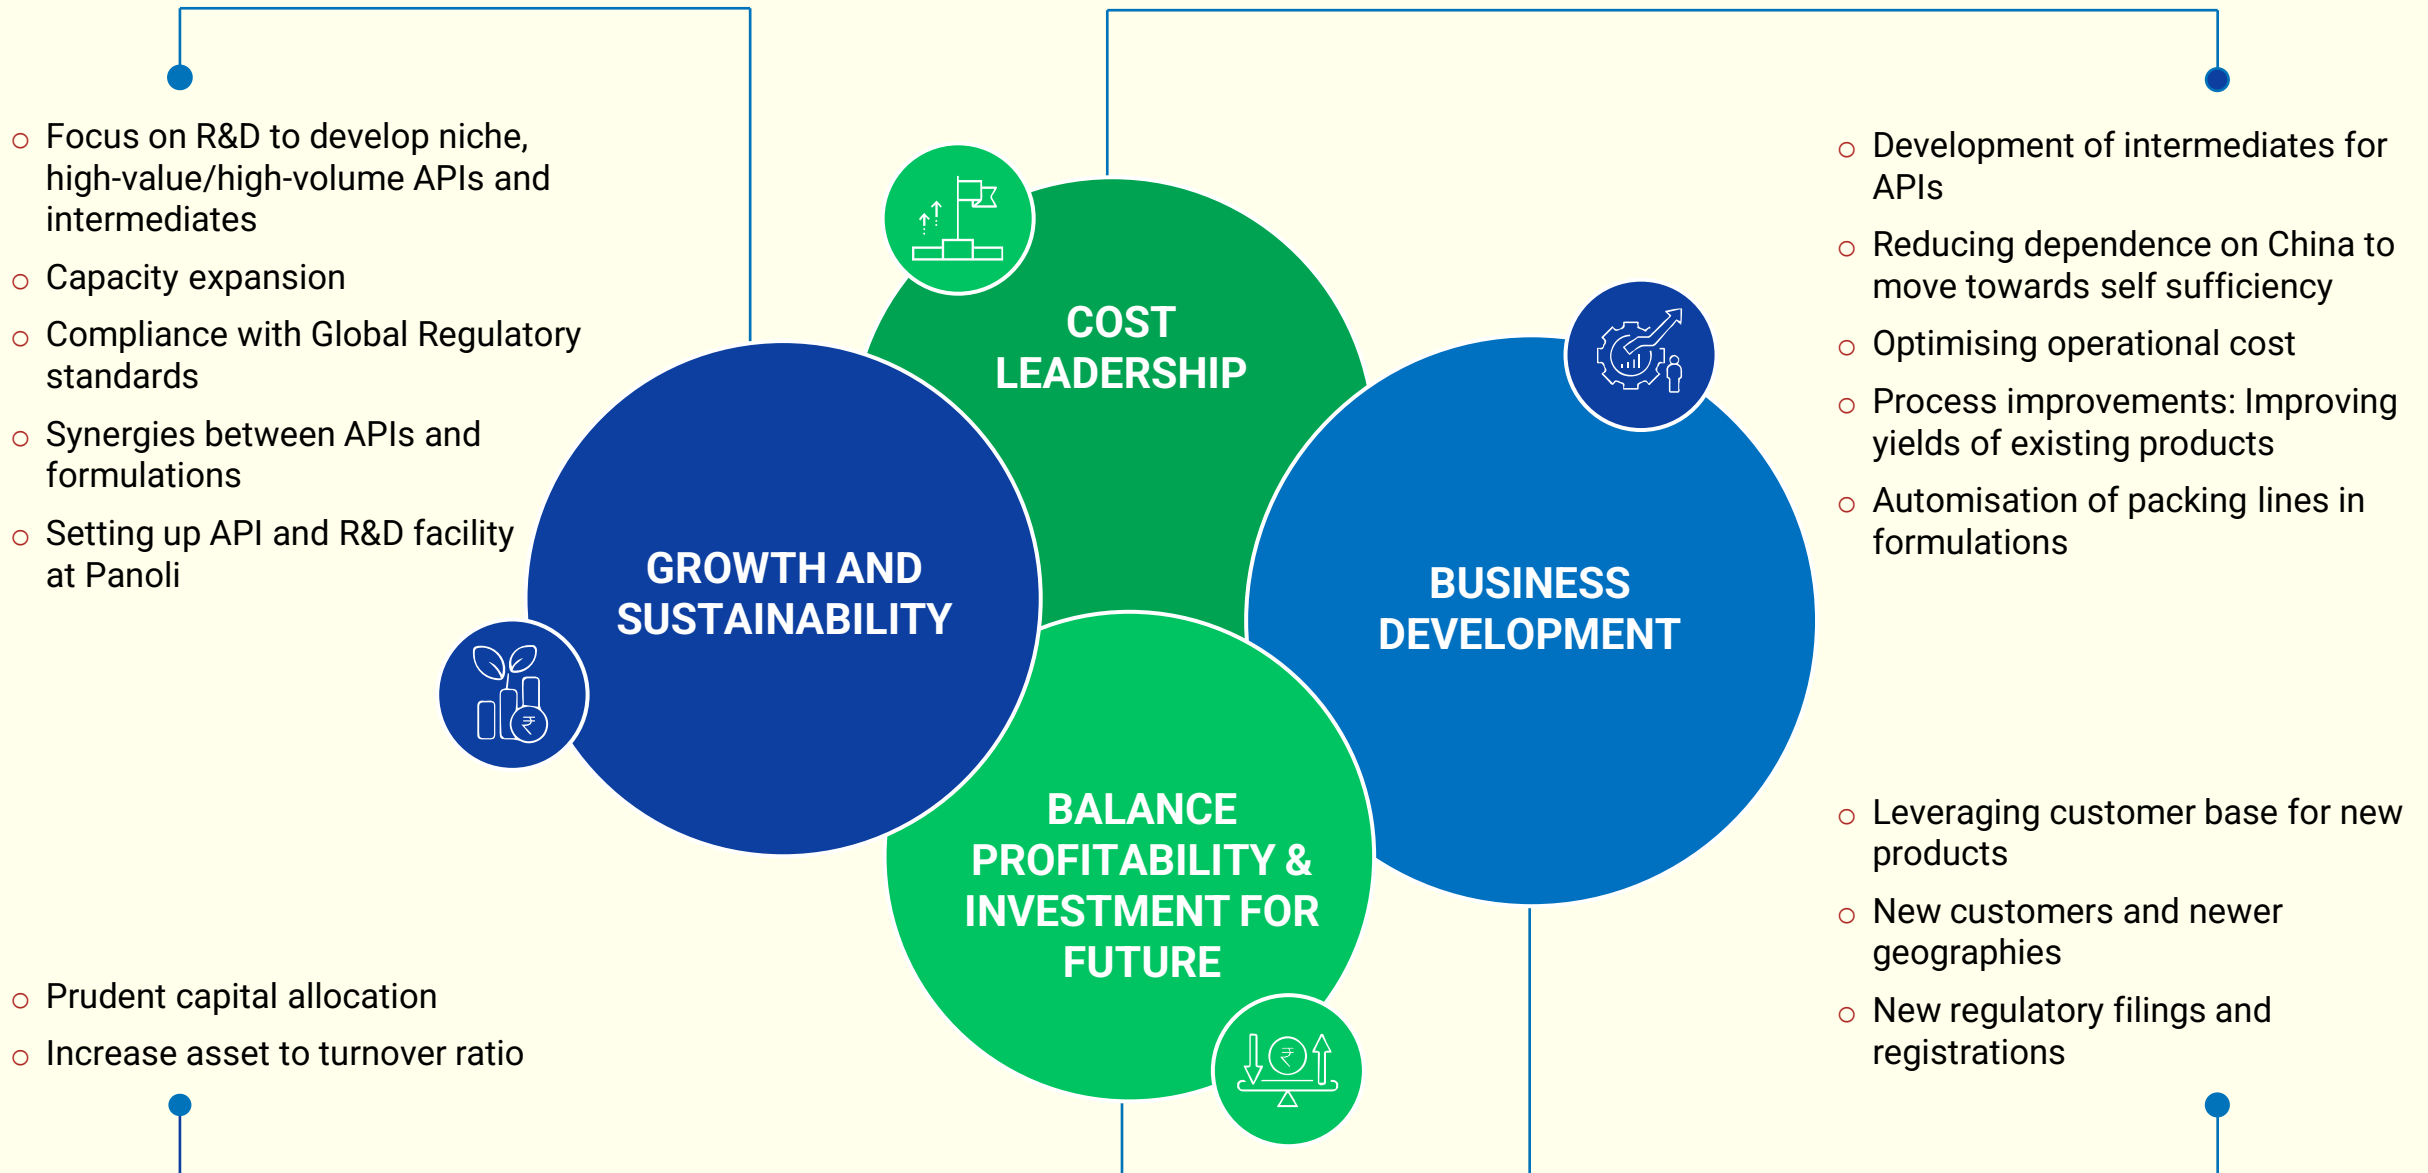 Focus on R&D to develop niche,
high-value/high-volume APIs and
intermediates
Capacity expansion
Compliance with Global Regulatory
standards
Synergies between APIs and
formulations
Setting up API and R&D facility
at Panoli
COST
LEADERSHIP
Development of intermediates for
APIs
Reducing dependence on China to
move towards self sufficiency
Optimising operational cost
Process improvements: Improving
yields of existing products
Automisation of packing lines in
formulations
GROWTH AND
SUSTAINABILITY
BUSINESS
DEVELOPMENT
BALANCE
PROFITABILITY &
INVESTMENT FOR
FUTURE
Prudent capital allocation
Increase asset to turnover ratio
Leveraging customer base for new
products
New customers and newer
geographies
New regulatory filings and
registrations
₹
₹